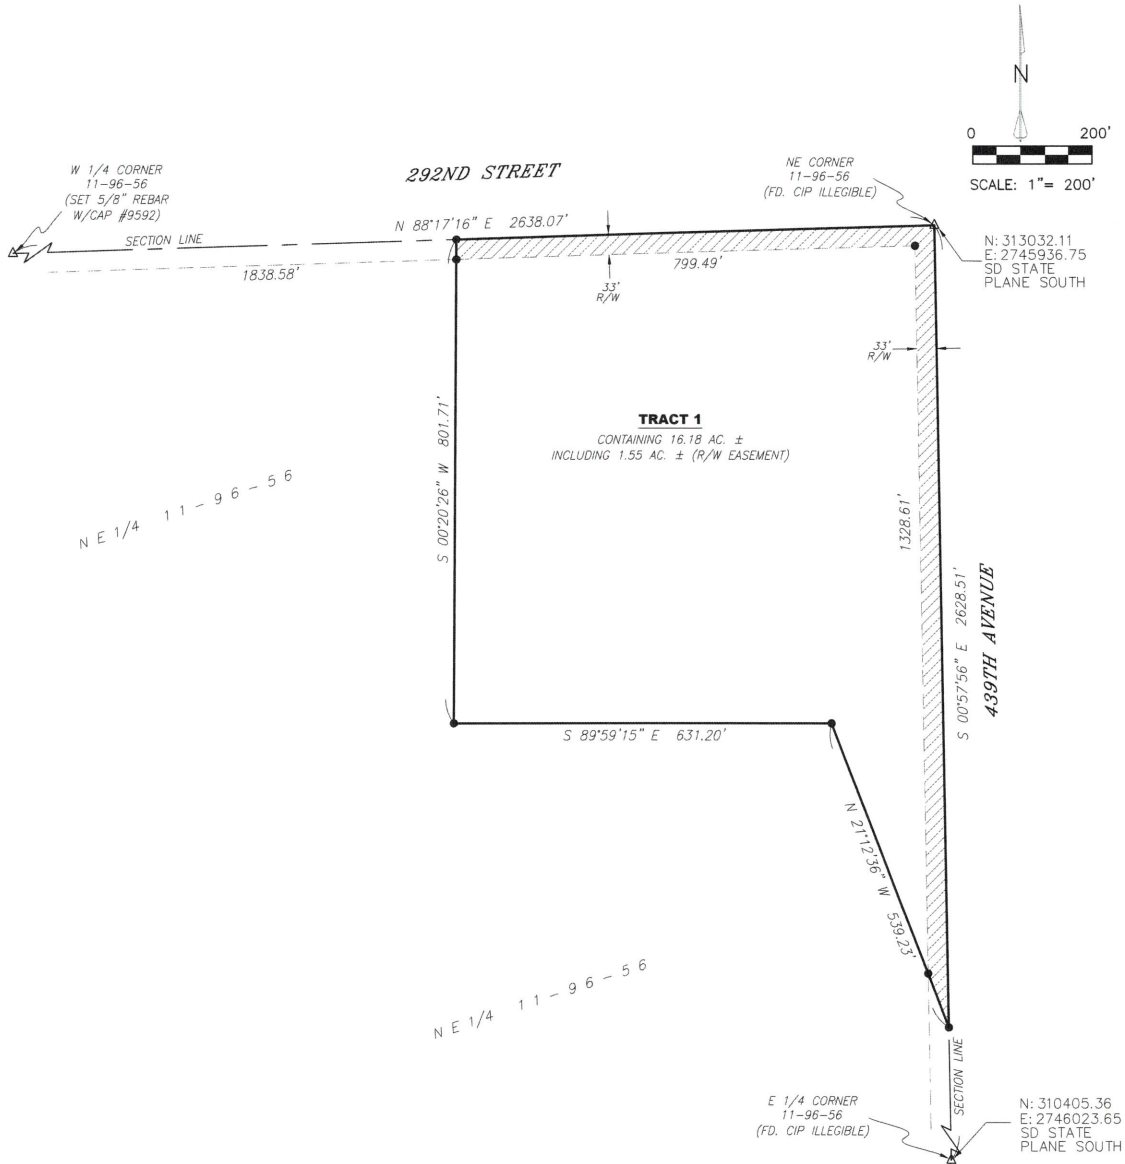 N
0 200'
SCALE: 1"= 200'
W 1/4 CORNER
11-96-56
(SET 5/8" REBAR
W/CAP #9592)
292ND STREET
NE CORNER
11-96-56
(FD. CIP ILLEGIBLE)
N 88°17'16" E 2638.07'
SECTION LINE
1838.58'
799.49'
33'
R/W
N: 313032.11
E: 2745936.75
SD STATE
PLANE SOUTH
33'
R/W
TRACT 1
CONTAINING 16.18 AC. ±
INCLUDING 1.55 AC. ± (R/W EASEMENT)
S 00°20'26" W 801.71'
N E 1/4 11-96-56
1328.61'
S 00°57'56" E 2628.51'
439TH AVENUE
S 89°59'15" E 631.20'
N 21°12'36" W 539.23'
N E 1/4 11-96-56
SECTION LINE
E 1/4 CORNER
11-96-56
(FD. CIP ILLEGIBLE)
N: 310405.36
E: 2746023.65
SD STATE
PLANE SOUTH